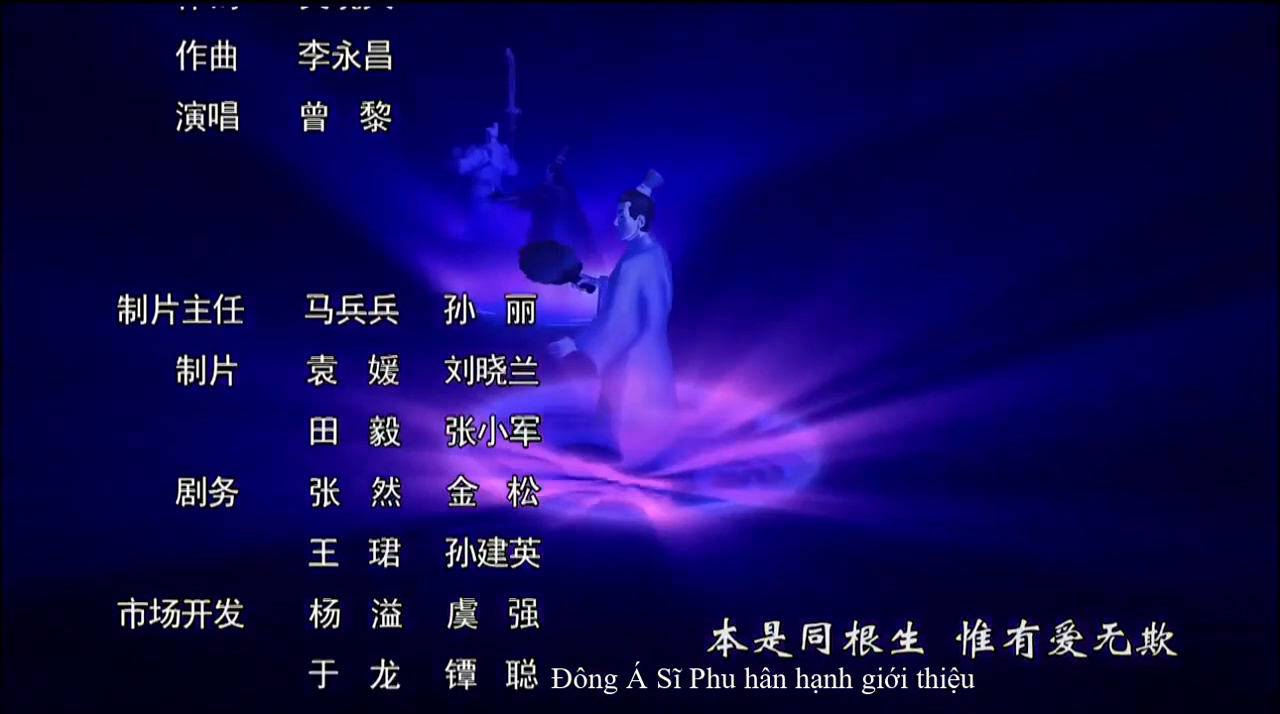 作曲 李永昌
演唱 曾 黎
制片主任 马兵兵 孙 丽
制片 袁 媛 刘晓兰
田 毅 张小军
剧务 张 然 金 松
王 珺 孙建英
市场开发 杨 溢 虞 强
本是同根生 惟有爱无欺
于 龙 镡 聪
Đông Á Sĩ Phu hân hạnh giới thiệu